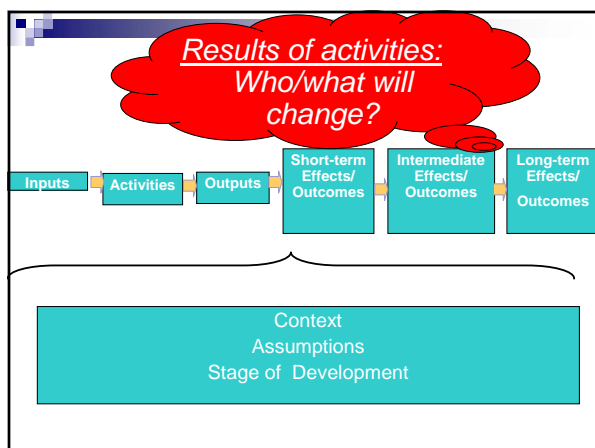 Results of activities:
Who/what will
change?
Inputs
Activities
Outputs
Short-term
Effects/
Outcomes
Intermediate
Effects/
Outcomes
Long-term
Effects/
Outcomes
Context
Assumptions
Stage of Development